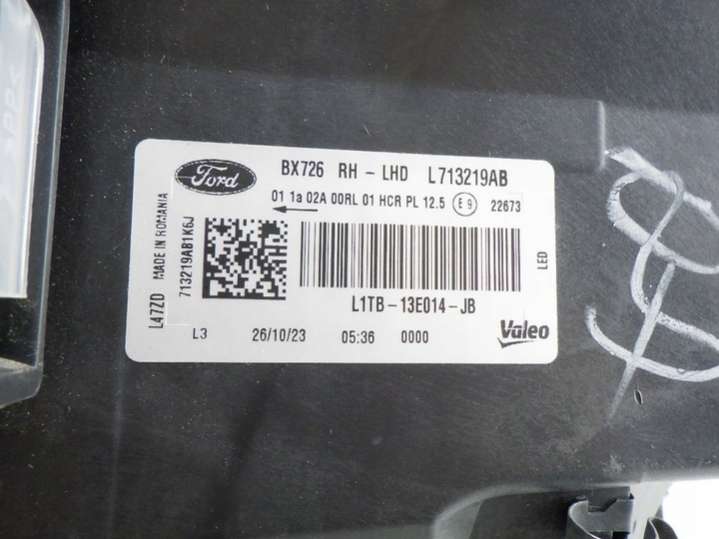 Ford BX726 RH - LHD L713219AB
01 1a 02A 00RL 01 HCR PL 12.5 E9 22673
L47ZD MADE IN ROMANIA
713219AB1K6J
LED
L1TB-13E014-JB
L3 26/10/23 05:36 0000
Valeo